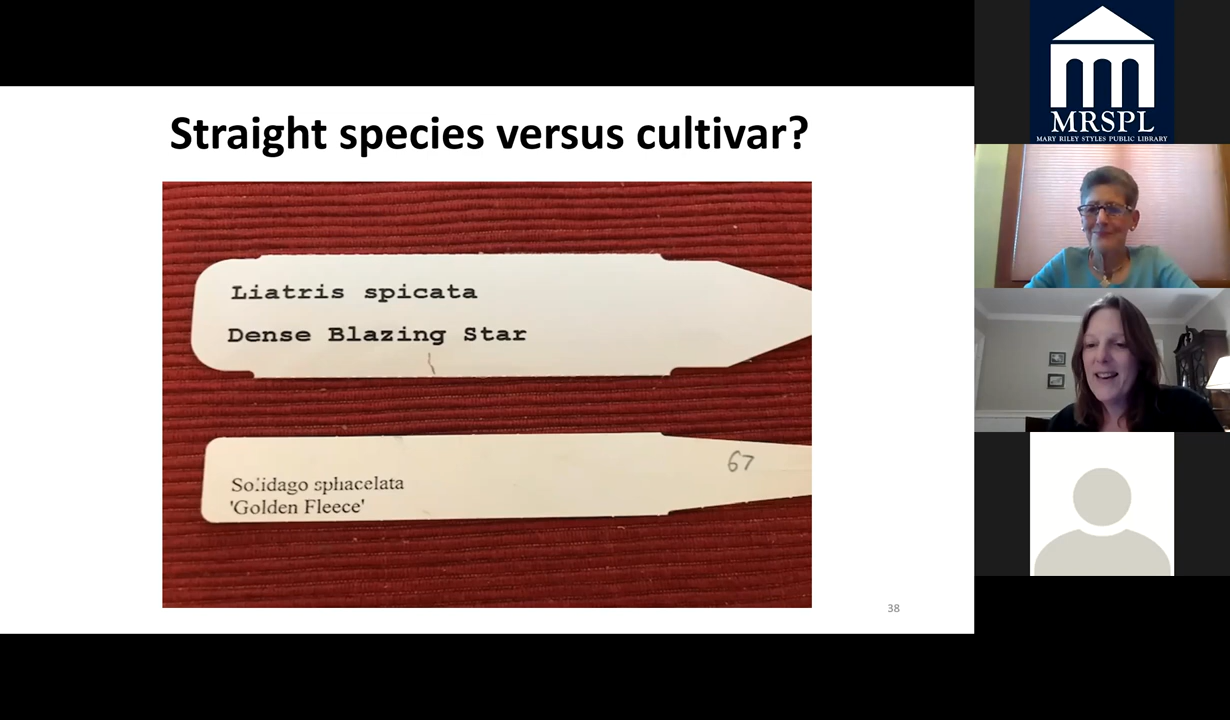 Straight species versus cultivar?
Liatris spicata
Dense Blazing Star
67
Solidago sphacelata
'Golden Fleece'
38
MRSPL
MARY RILEY STYLES PUBLIC LIBRARY